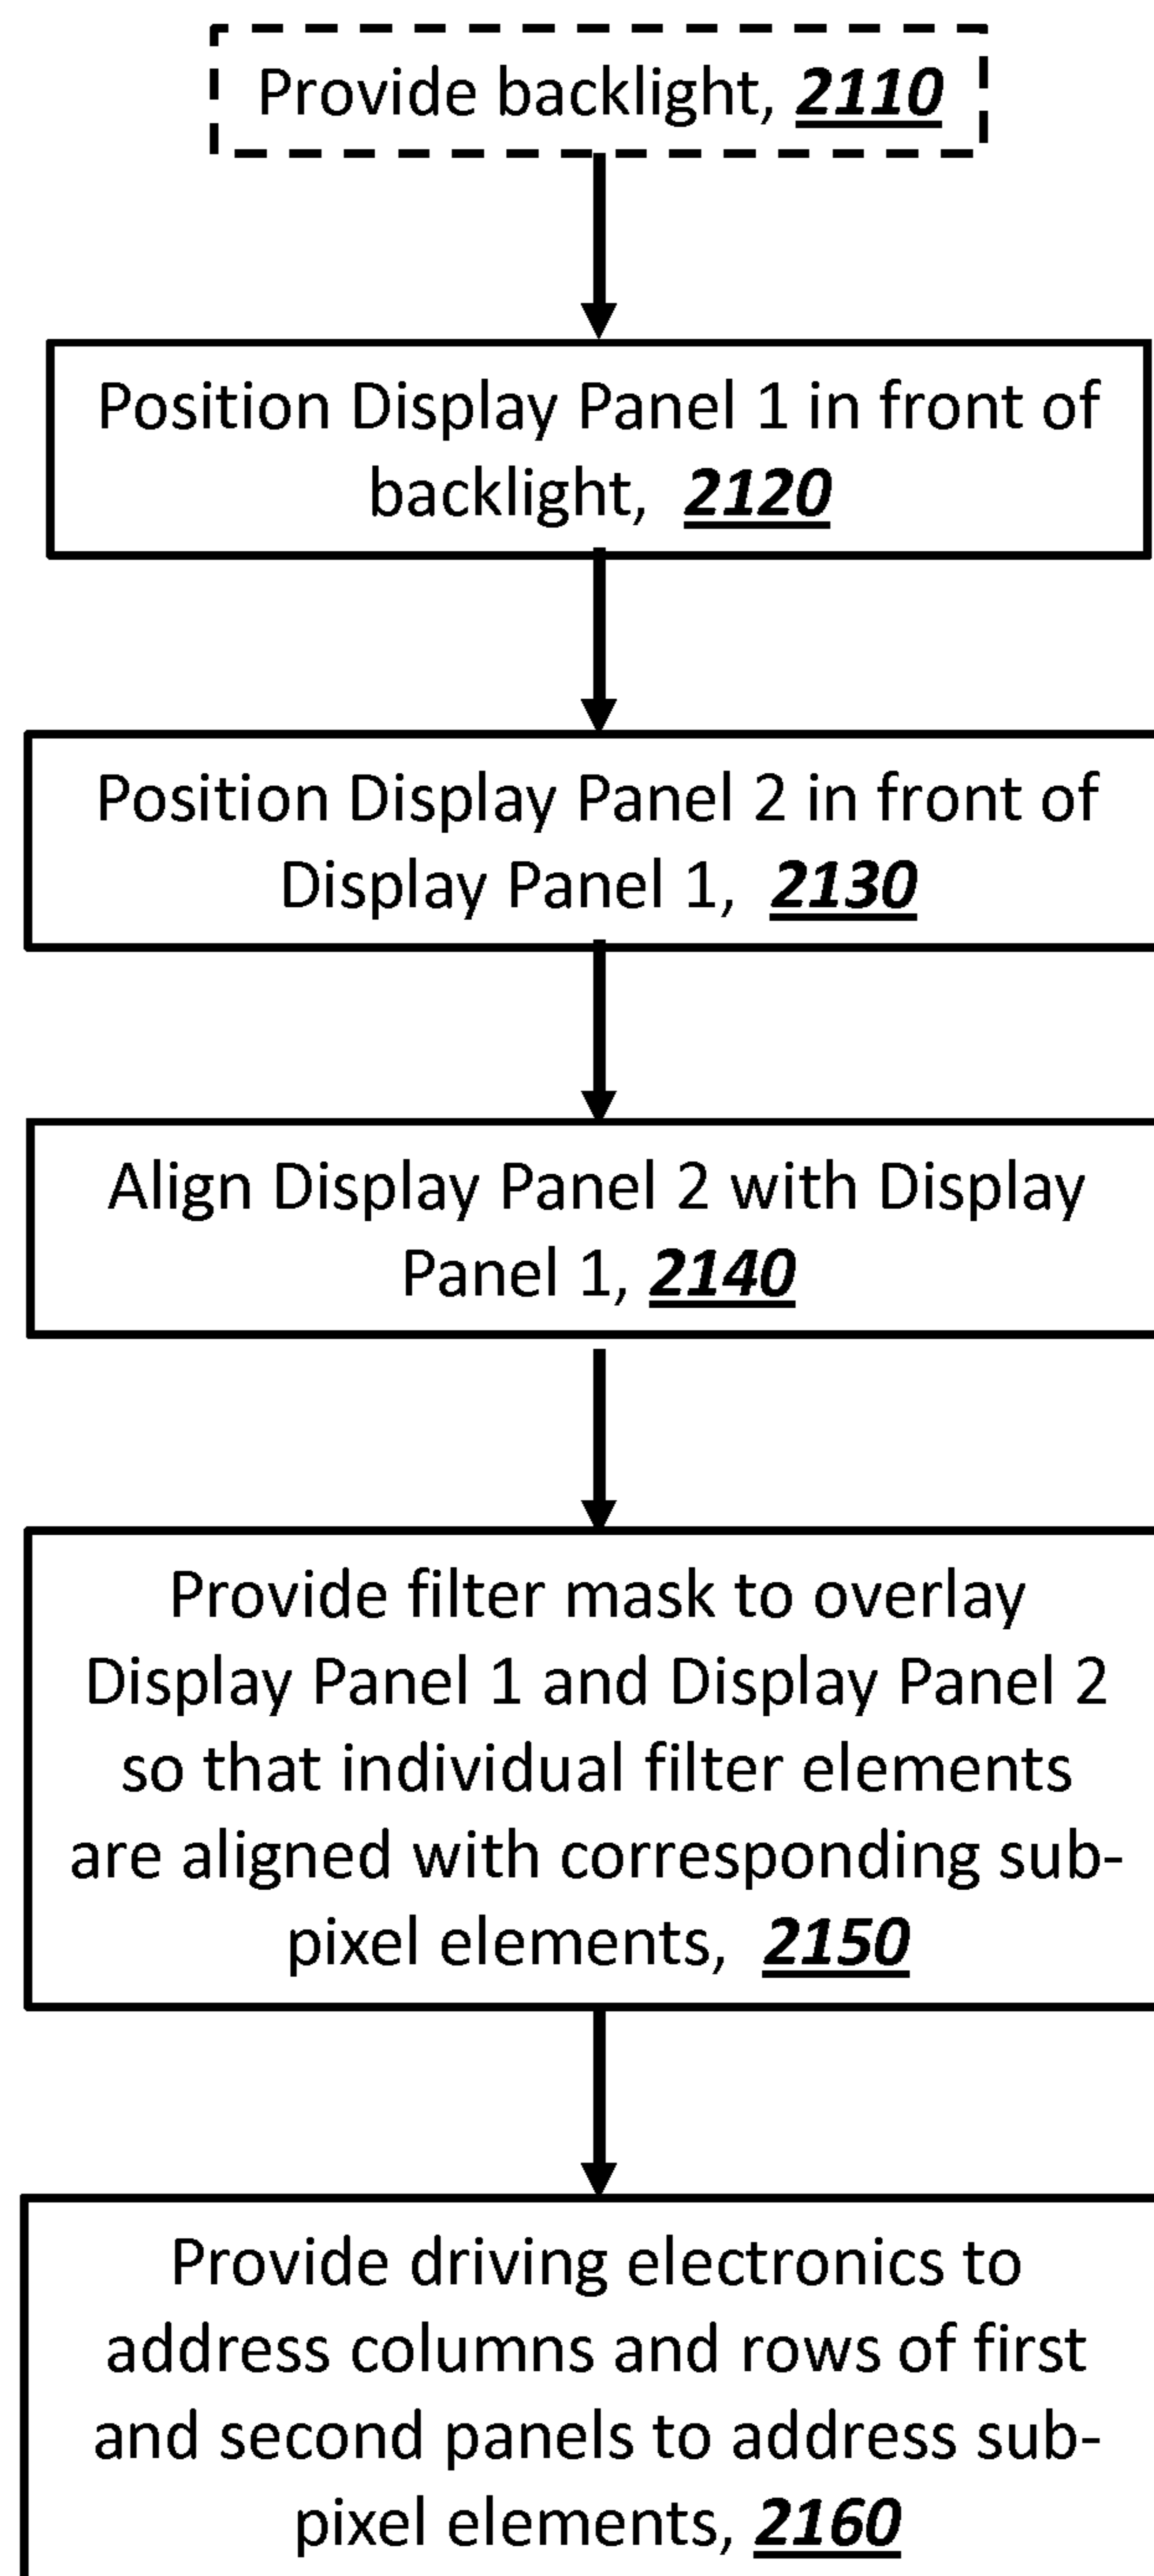 Provide backlight, 2110
Position Display Panel 1 in front of
backlight, 2120
Position Display Panel 2 in front of
Display Panel 1, 2130
Align Display Panel 2 with Display
Panel 1, 2140
Provide filter mask to overlay
Display Panel 1 and Display Panel 2
so that individual filter elements
are aligned with corresponding sub-
pixel elements, 2150
Provide driving electronics to
address columns and rows of first
and second panels to address sub-
pixel elements, 2160